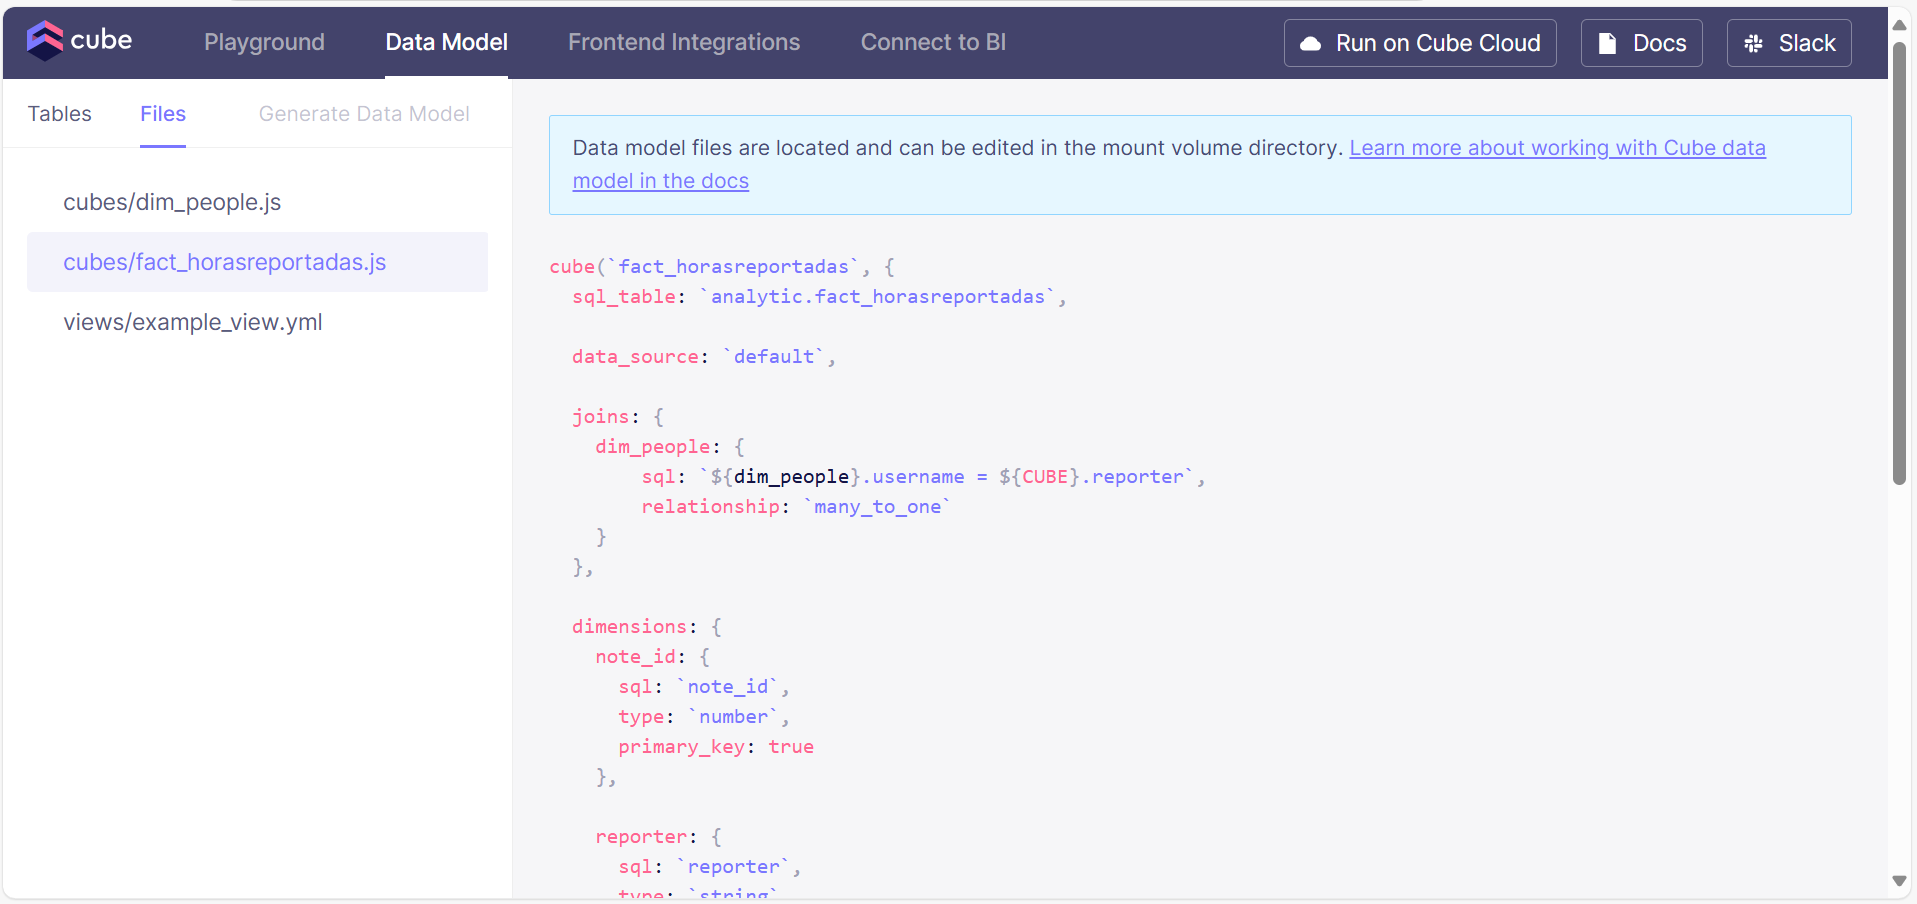 cube
Playground
Data Model
Frontend Integrations
Connect to BI
Run on Cube Cloud
Docs
Slack
Tables
Files
Generate Data Model
cubes/dim_people.js
cubes/fact_horasreportadas.js
views/example_view.yml
Data model files are located and can be edited in the mount volume directory. Learn more about working with Cube data
model in the docs
cube(`fact_horasreportadas`, {
  sql_table: `analytic.fact_horasreportadas`,
  data_source: `default`,
  joins: {
    dim_people: {
        sql: `${dim_people}.username = ${CUBE}.reporter`,
        relationship: `many_to_one`
    }
  },
  dimensions: {
    note_id: {
      sql: `note_id`,
      type: `number`,
      primary_key: true
    },
    reporter: {
      sql: `reporter`,
      type: `string`